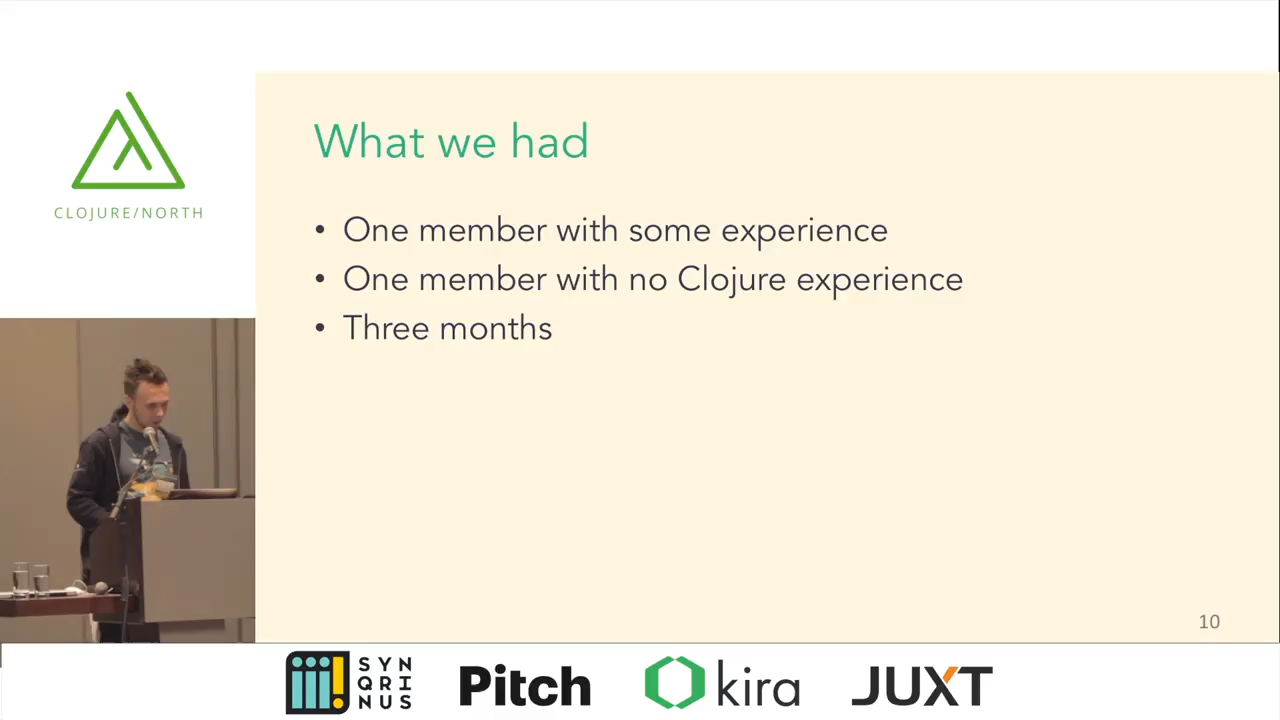 CLOJURE/NORTH
What we had
• One member with some experience
• One member with no Clojure experience
• Three months
10
SYN
QRI
NUS
Pitch
kira
JUXT